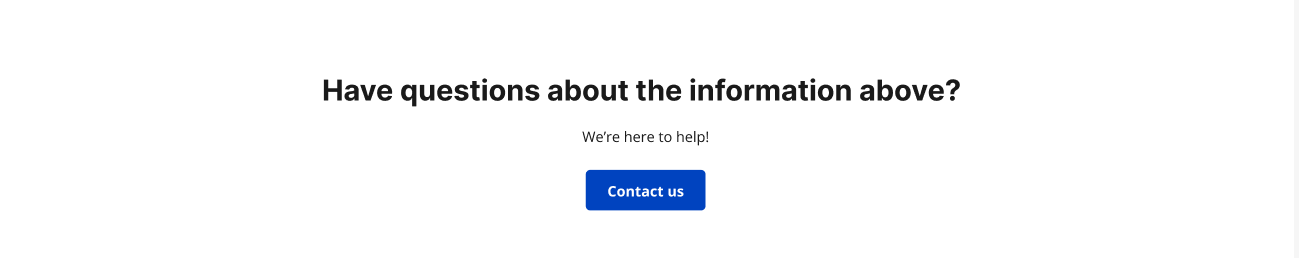 Have questions about the information above?
We’re here to help!
Contact us